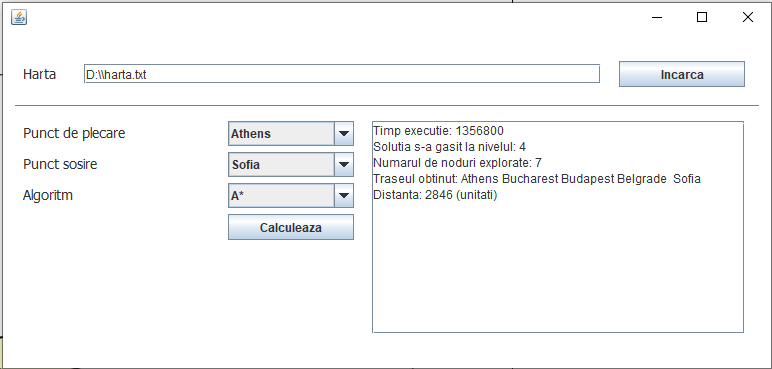 Harta D:\\harta.txt Incarca
Punct de plecare Athens
Punct sosire Sofia
Algoritm A*
Calculeaza
Timp executie: 1356800
Solutia s-a gasit la nivelul: 4
Numarul de noduri explorate: 7
Traseul obtinut: Athens Bucharest Budapest Belgrade  Sofia
Distanta: 2846 (unitati)